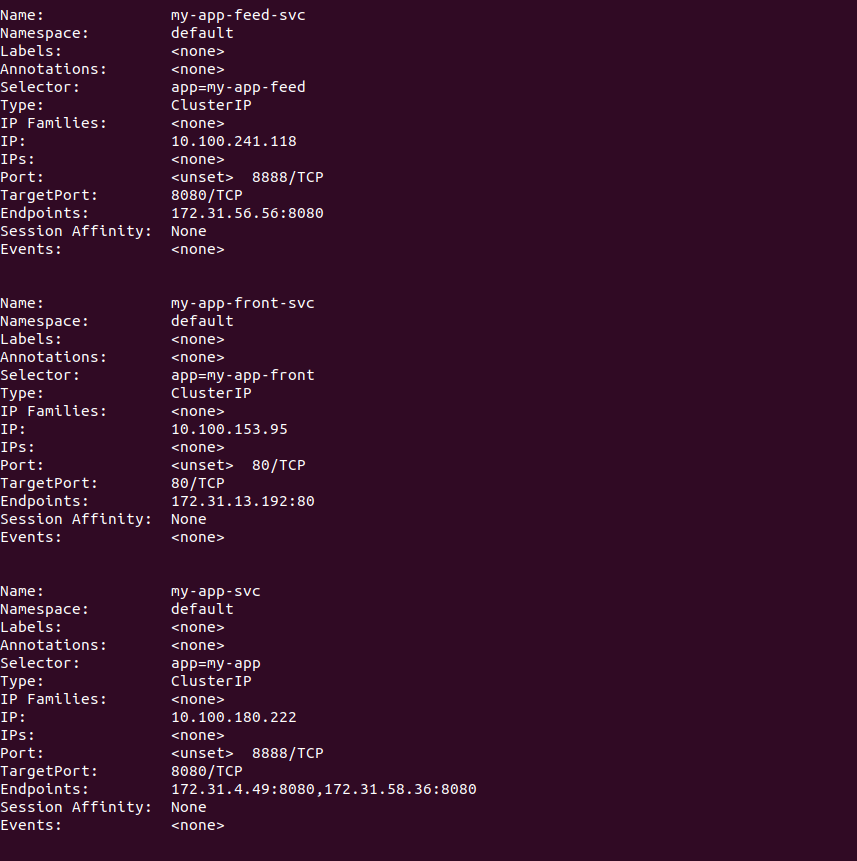 Name:              my-app-feed-svc
Namespace:         default
Labels:            <none>
Annotations:       <none>
Selector:          app=my-app-feed
Type:              ClusterIP
IP Families:       <none>
IP:                10.100.241.118
IPs:               <none>
Port:              <unset>  8888/TCP
TargetPort:        8080/TCP
Endpoints:         172.31.56.56:8080
Session Affinity:  None
Events:            <none>

Name:              my-app-front-svc
Namespace:         default
Labels:            <none>
Annotations:       <none>
Selector:          app=my-app-front
Type:              ClusterIP
IP Families:       <none>
IP:                10.100.153.95
IPs:               <none>
Port:              <unset>  80/TCP
TargetPort:        80/TCP
Endpoints:         172.31.13.192:80
Session Affinity:  None
Events:            <none>

Name:              my-app-svc
Namespace:         default
Labels:            <none>
Annotations:       <none>
Selector:          app=my-app
Type:              ClusterIP
IP Families:       <none>
IP:                10.100.180.222
IPs:               <none>
Port:              <unset>  8888/TCP
TargetPort:        8080/TCP
Endpoints:         172.31.4.49:8080,172.31.58.36:8080
Session Affinity:  None
Events:            <none>